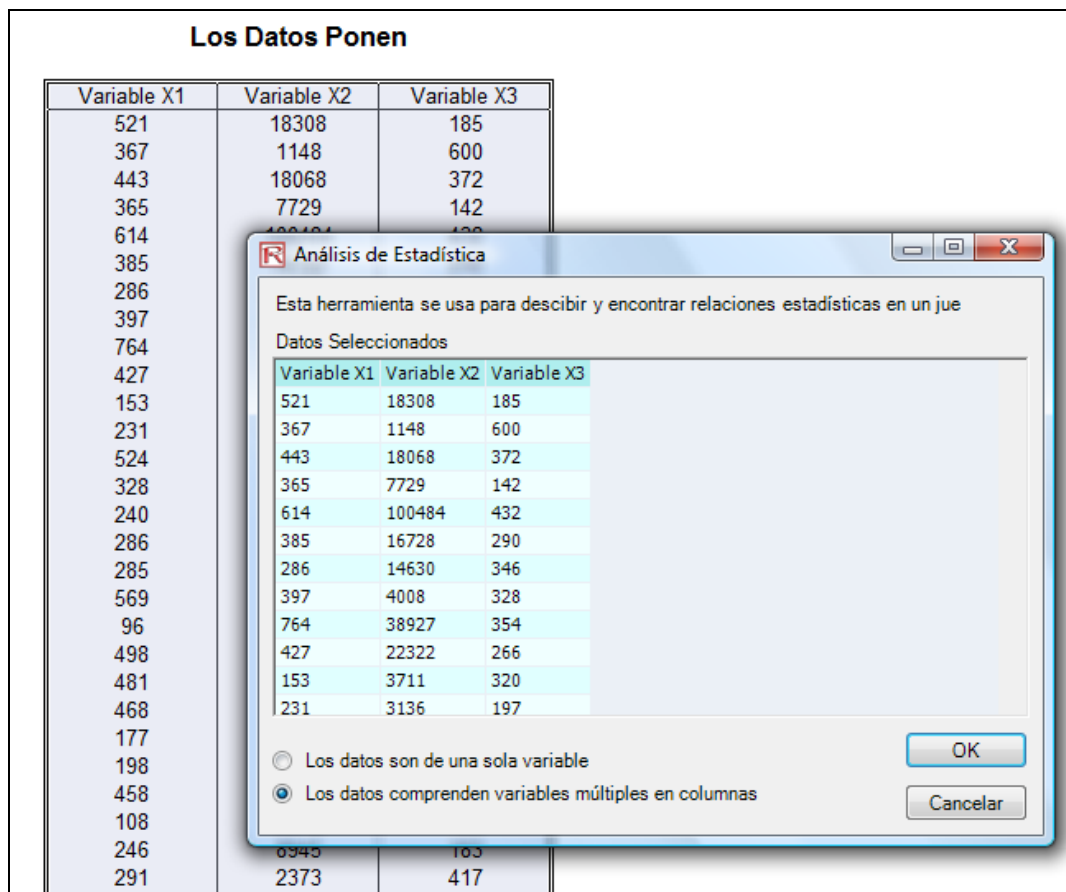 Los Datos Ponen
Variable X1 Variable X2 Variable X3
521 18308 185
367 1148 600
443 18068 372
365 7729 142
614
385
286
397
764
427
153
231
524
328
240
286
285
569
96
498
481
468
177
198
458
108
246 8945 183
291 2373 417
Análisis de Estadística
Esta herramienta se usa para descibir y encontrar relaciones estadísticas en un jue
Datos Seleccionados
Variable X1 Variable X2 Variable X3
521 18308 185
367 1148 600
443 18068 372
365 7729 142
614 100484 432
385 16728 290
286 14630 346
397 4008 328
764 38927 354
427 22322 266
153 3711 320
231 3136 197
Los datos son de una sola variable
Los datos comprenden variables múltiples en columnas
OK
Cancelar